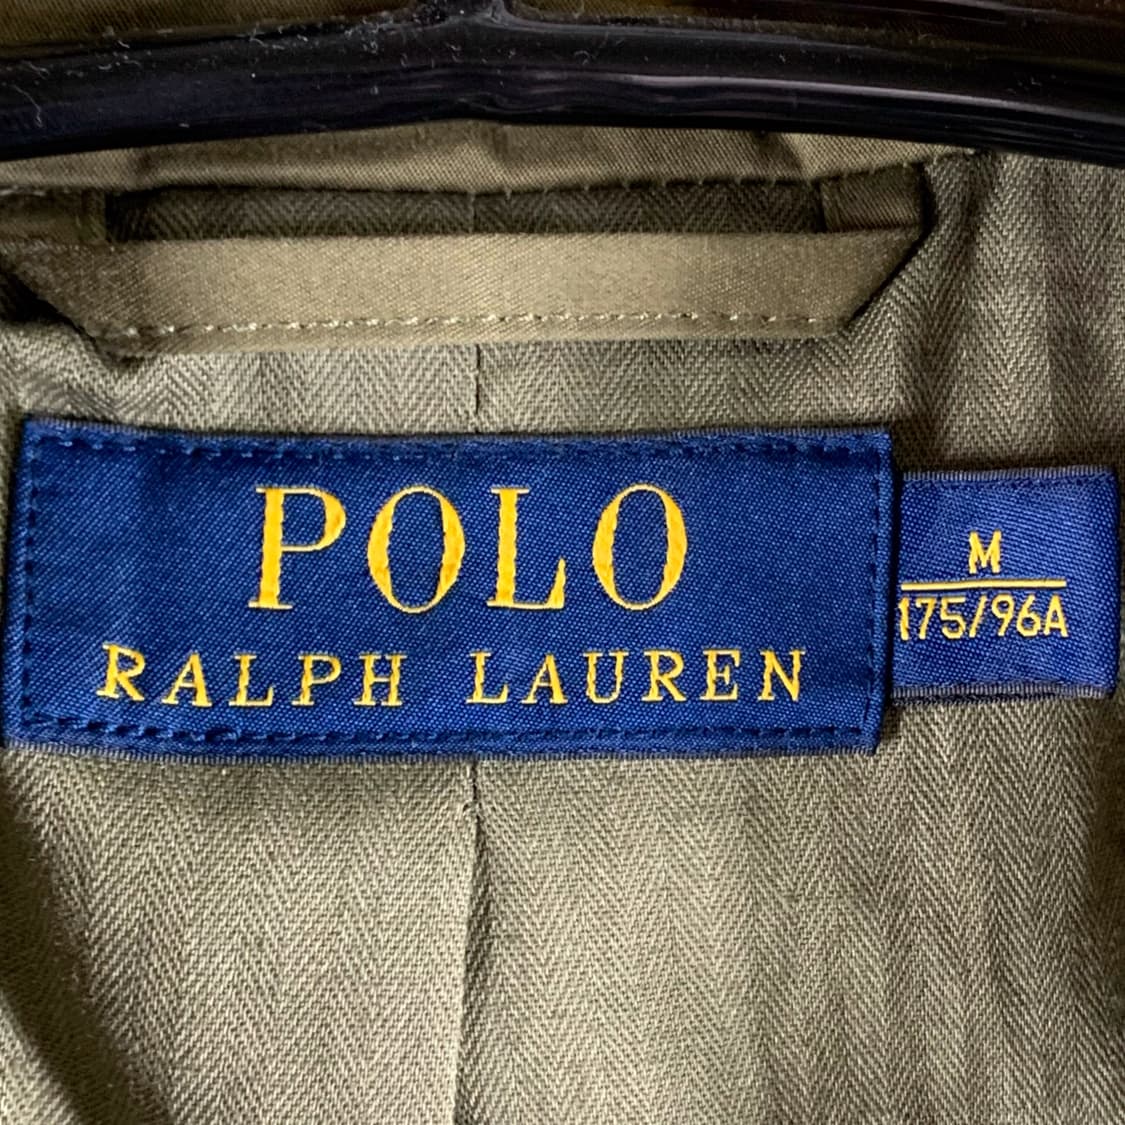 POLO
RALPH LAUREN
M
175/96A